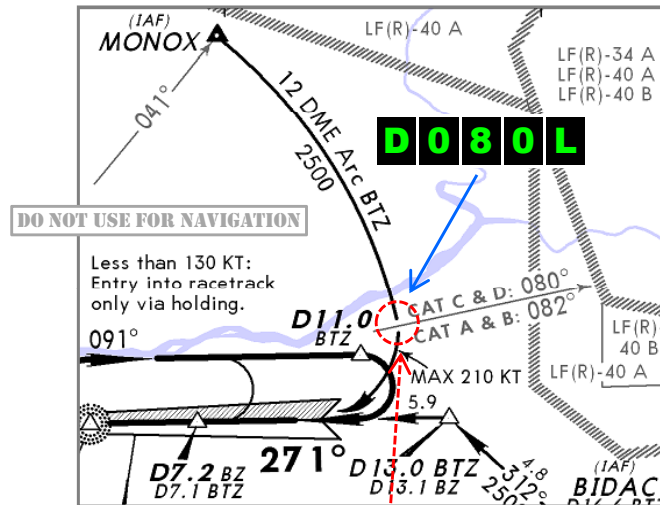 (IAF)
MONOX
LF(R)-40 A
LF(R)-34 A
LF(R)-40 A
LF(R)-40 B
041°
12 DME Arc BTZ
2500
D080L
DO NOT USE FOR NAVIGATION
Less than 130 KT:
Entry into racetrack
only via holding.
D11.0
BTZ
CAT C & D: 080°
CAT A & B: 082°
091°
LF(R)-
40 B
LF(R)-40 A
MAX 210 KT
5.9
271°
D7.2 BZ
D7.1 BTZ
D13.0 BTZ
D13.1 BZ
4.8
312°
250
(IAF)
BIDAC